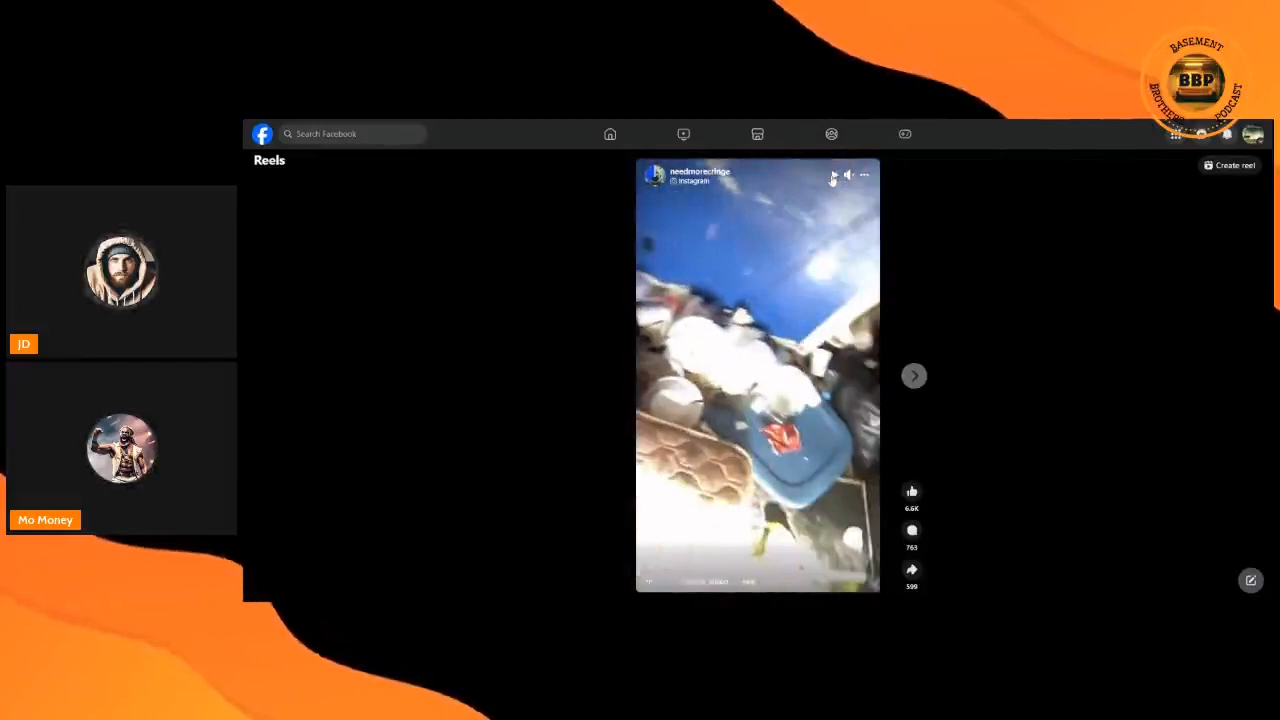 BASEMENT
BBP
BROTHERS PODCAST
Search Facebook
Reels
Create reel
needmorecringe
Instagram
JD
6.6K
763
599
Mo Money